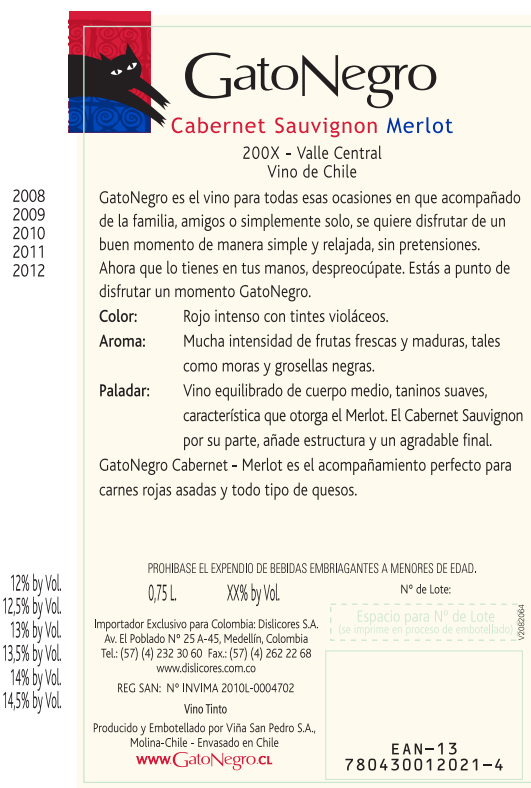 GatoNegro
Cabernet Sauvignon Merlot
200X - Valle Central
Vino de Chile
2008
2009
2010
2011
2012
GatoNegro es el vino para todas esas ocasiones en que acompañado
de la familia, amigos o simplemente solo, se quiere disfrutar de un
buen momento de manera simple y relajada, sin pretensiones.
Ahora que lo tienes en tus manos, despreocúpate. Estás a punto de
disfrutar un momento GatoNegro.
Color: Rojo intenso con tintes violáceos.
Aroma: Mucha intensidad de frutas frescas y maduras, tales
como moras y grosellas negras.
Paladar: Vino equilibrado de cuerpo medio, taninos suaves,
característica que otorga el Merlot. El Cabernet Sauvignon
por su parte, añade estructura y un agradable final.
GatoNegro Cabernet - Merlot es el acompañamiento perfecto para
carnes rojas asadas y todo tipo de quesos.
12% by Vol.
12,5% by Vol.
13% by Vol.
13,5% by Vol.
14% by Vol.
14,5% by Vol.
PROHIBASE EL EXPENDIO DE BEBIDAS EMBRIAGANTES A MENORES DE EDAD.
0,75 L. XX% by Vol. Nº de Lote:
Espacio para Nº de Lote
(se imprime en proceso de embotellado)
V2082064
Importador Exclusivo para Colombia: Dislicores S.A.
Av. El Poblado Nº 25 A-45, Medellín, Colombia
Tel.: (57) (4) 232 30 60 Fax.: (57) (4) 262 22 68
www.dislicores.com.co
REG SAN: Nº INVIMA 2010L-0004702
Vino Tinto
Producido y Embotellado por Viña San Pedro S.A.,
Molina-Chile - Envasado en Chile
www.GatoNegro.CL
EAN-13
780430012021-4